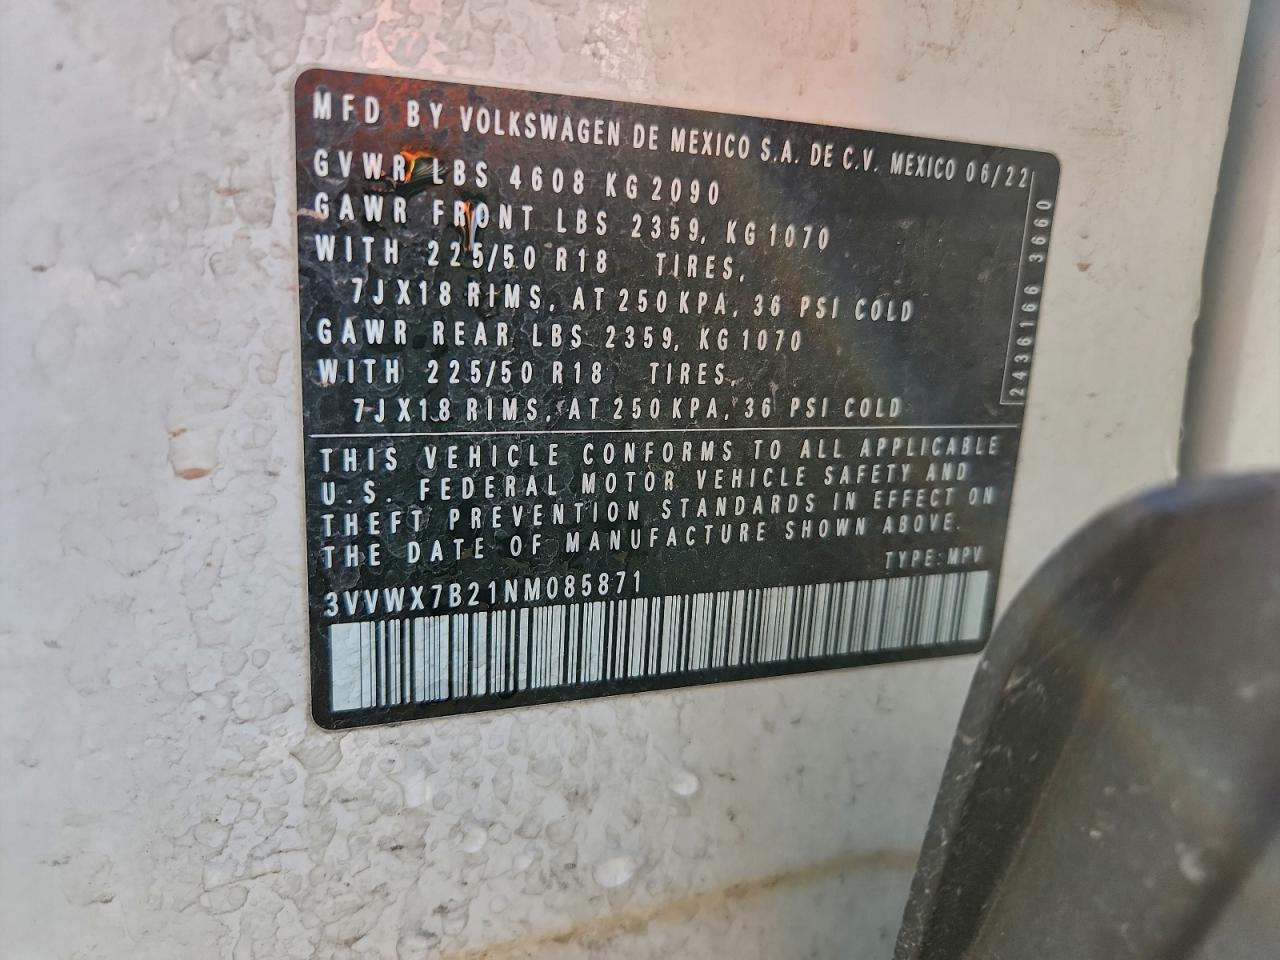 MFD BY VOLKSWAGEN DE MEXICO S.A. DE C.V. MEXICO 06/22
GVWR LBS 4608 KG 2090
GAWR FRONT LBS 2359, KG 1070
WITH 225/50 R18 TIRES,
7JX18 RIMS, AT 250 KPA, 36 PSI COLD
GAWR REAR LBS 2359, KG 1070
WITH 225/50 R18 TIRES,
7JX18 RIMS, AT 250 KPA, 36 PSI COLD
2436166 3660
THIS VEHICLE CONFORMS TO ALL APPLICABLE
U.S. FEDERAL MOTOR VEHICLE SAFETY AND
THEFT PREVENTION STANDARDS IN EFFECT ON
THE DATE OF MANUFACTURE SHOWN ABOVE.
TYPE: MPV
3VVWX7B21NM085871